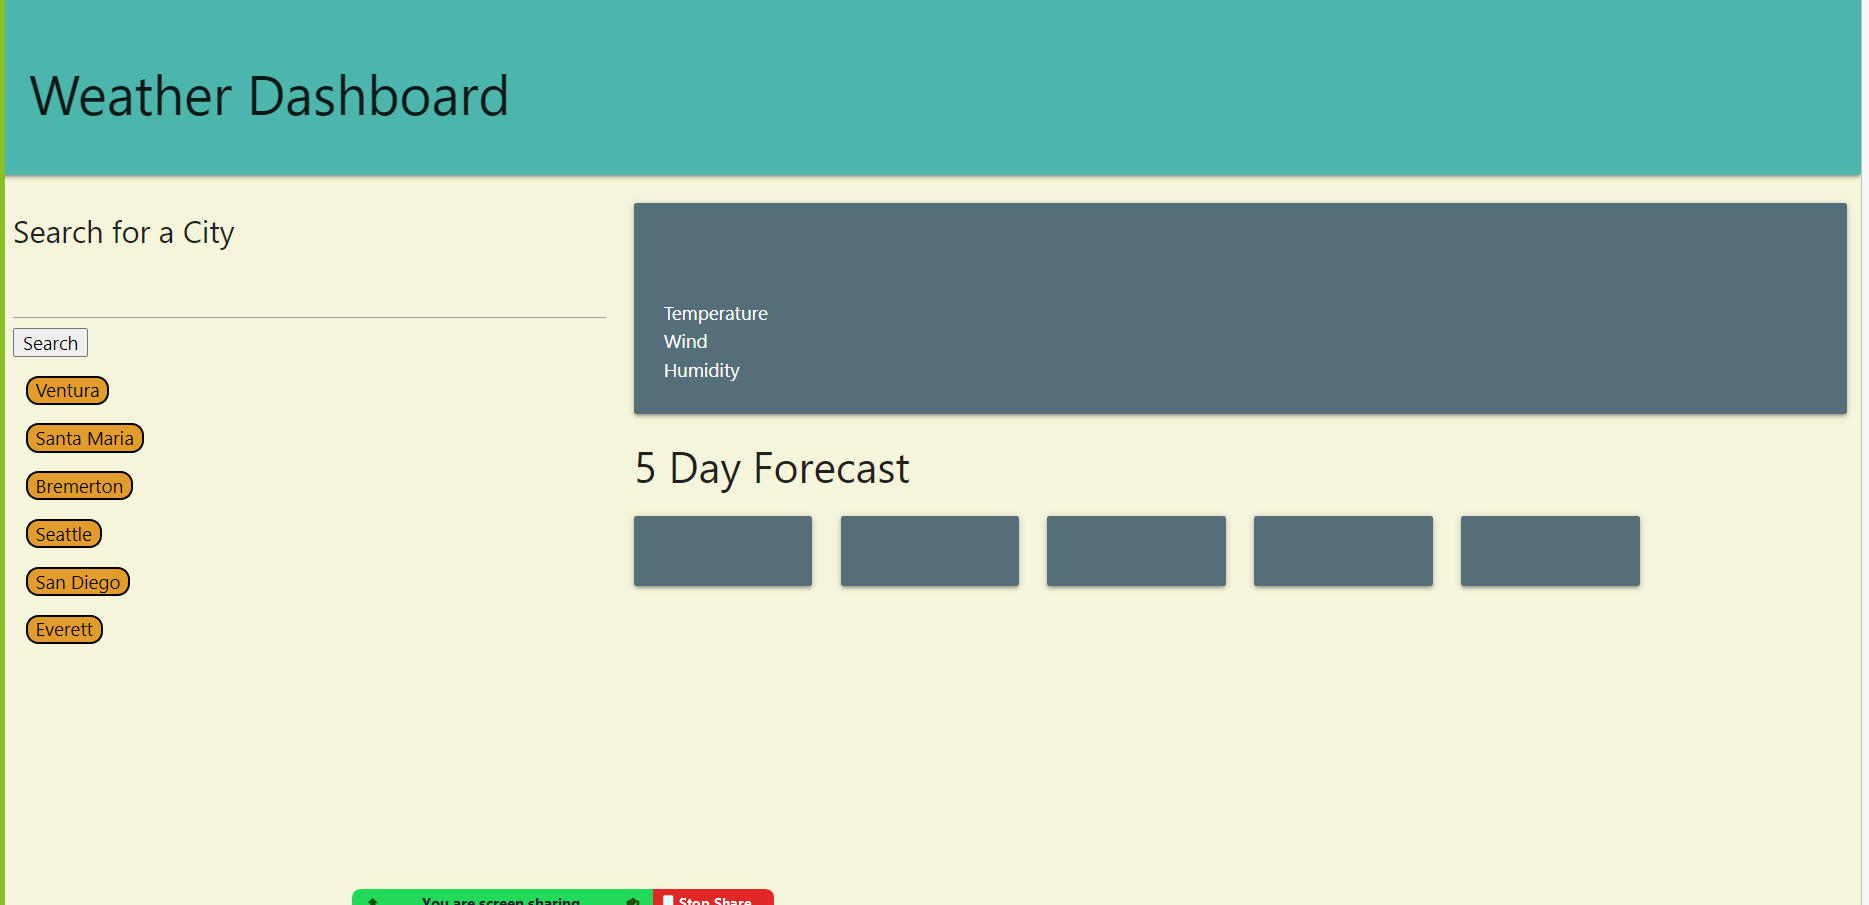 Weather Dashboard
Search for a City
Search
Ventura
Santa Maria
Bremerton
Seattle
San Diego
Everett
Temperature
Wind
Humidity
5 Day Forecast
You are screen sharing
Stop Share